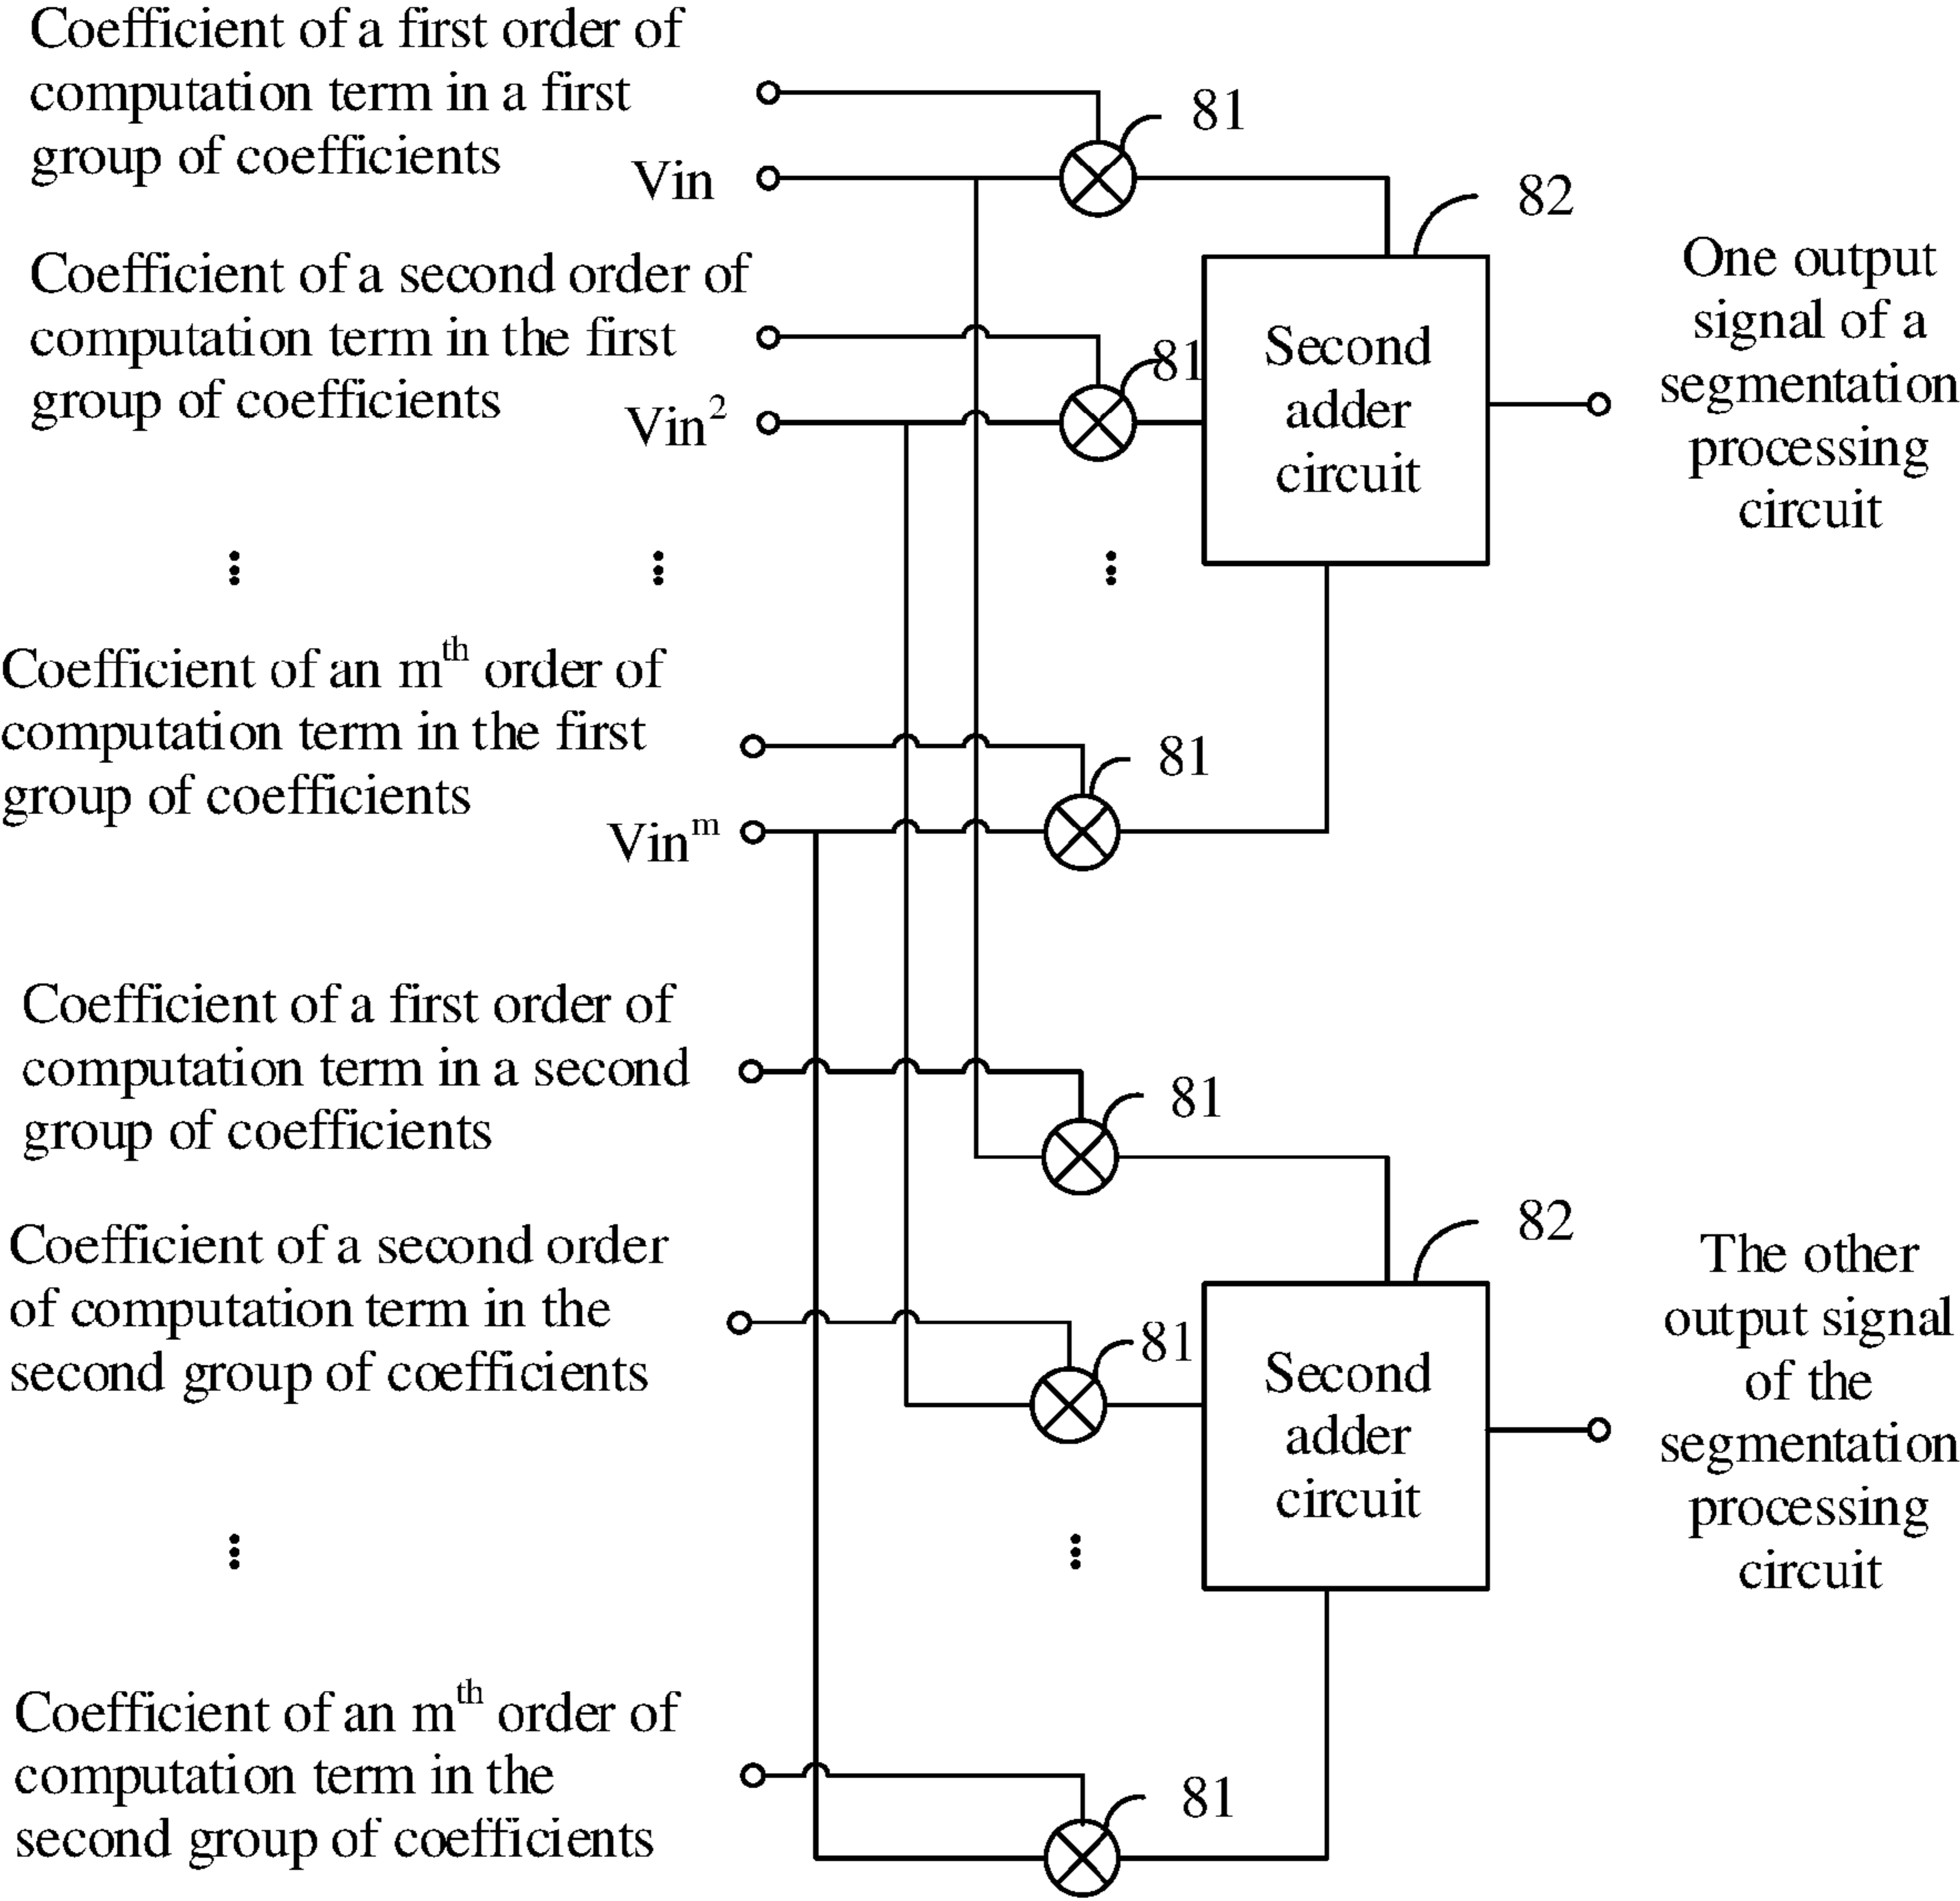 Coefficient of a first order of
computation term in a first
group of coefficients
81
Vin
82
Coefficient of a second order of
computation term in the first
group of coefficients
81
Vin²
Second
adder
circuit
One output
signal of a
segmentation
processing
circuit
Coefficient of an mᵗʰ order of
computation term in the first
group of coefficients
81
Vinᵐ
Coefficient of a first order of
computation term in a second
group of coefficients
81
82
Coefficient of a second order
of computation term in the
second group of coefficients
81
Second
adder
circuit
The other
output signal
of the
segmentation
processing
circuit
Coefficient of an mᵗʰ order of
computation term in the
second group of coefficients
81